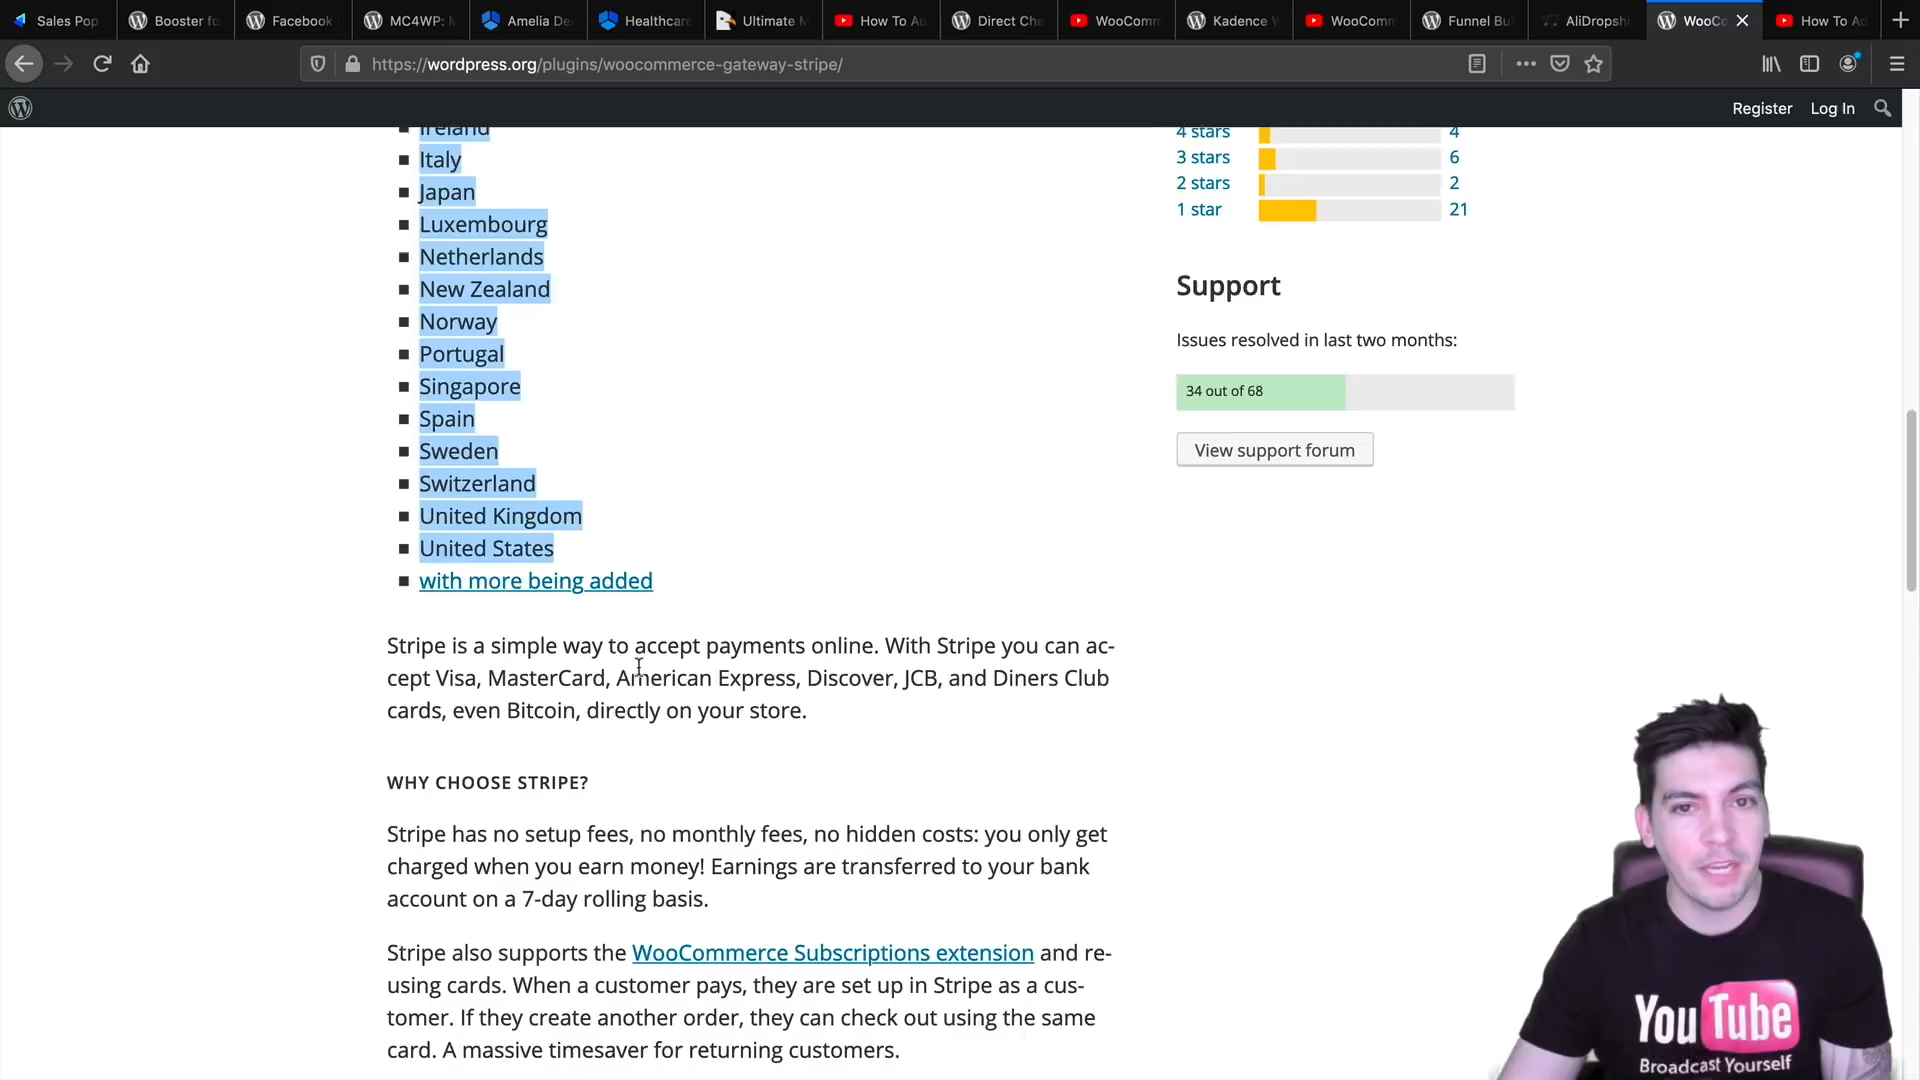 Sales Pop
Booster fo
Facebook
MC4WP: M
Amelia De
Healthcare
Ultimate M
How To Ad
Direct Che
WooComm
Kadence W
WooComm
Funnel Bui
AliDropshi
WooCo
How To Ad
https://wordpress.org/plugins/woocommerce-gateway-stripe/
Register
Log In
Ireland
Italy
Japan
Luxembourg
Netherlands
New Zealand
Norway
Portugal
Singapore
Spain
Sweden
Switzerland
United Kingdom
United States
with more being added
Stripe is a simple way to accept payments online. With Stripe you can ac-
cept Visa, MasterCard, American Express, Discover, JCB, and Diners Club
cards, even Bitcoin, directly on your store.
WHY CHOOSE STRIPE?
Stripe has no setup fees, no monthly fees, no hidden costs: you only get
charged when you earn money! Earnings are transferred to your bank
account on a 7-day rolling basis.
Stripe also supports the WooCommerce Subscriptions extension and re-
using cards. When a customer pays, they are set up in Stripe as a cus-
tomer. If they create another order, they can check out using the same
card. A massive timesaver for returning customers.
4 stars 4
3 stars 6
2 stars 2
1 star 21
Support
Issues resolved in last two months:
34 out of 68
View support forum
YouTube
Broadcast Yourself